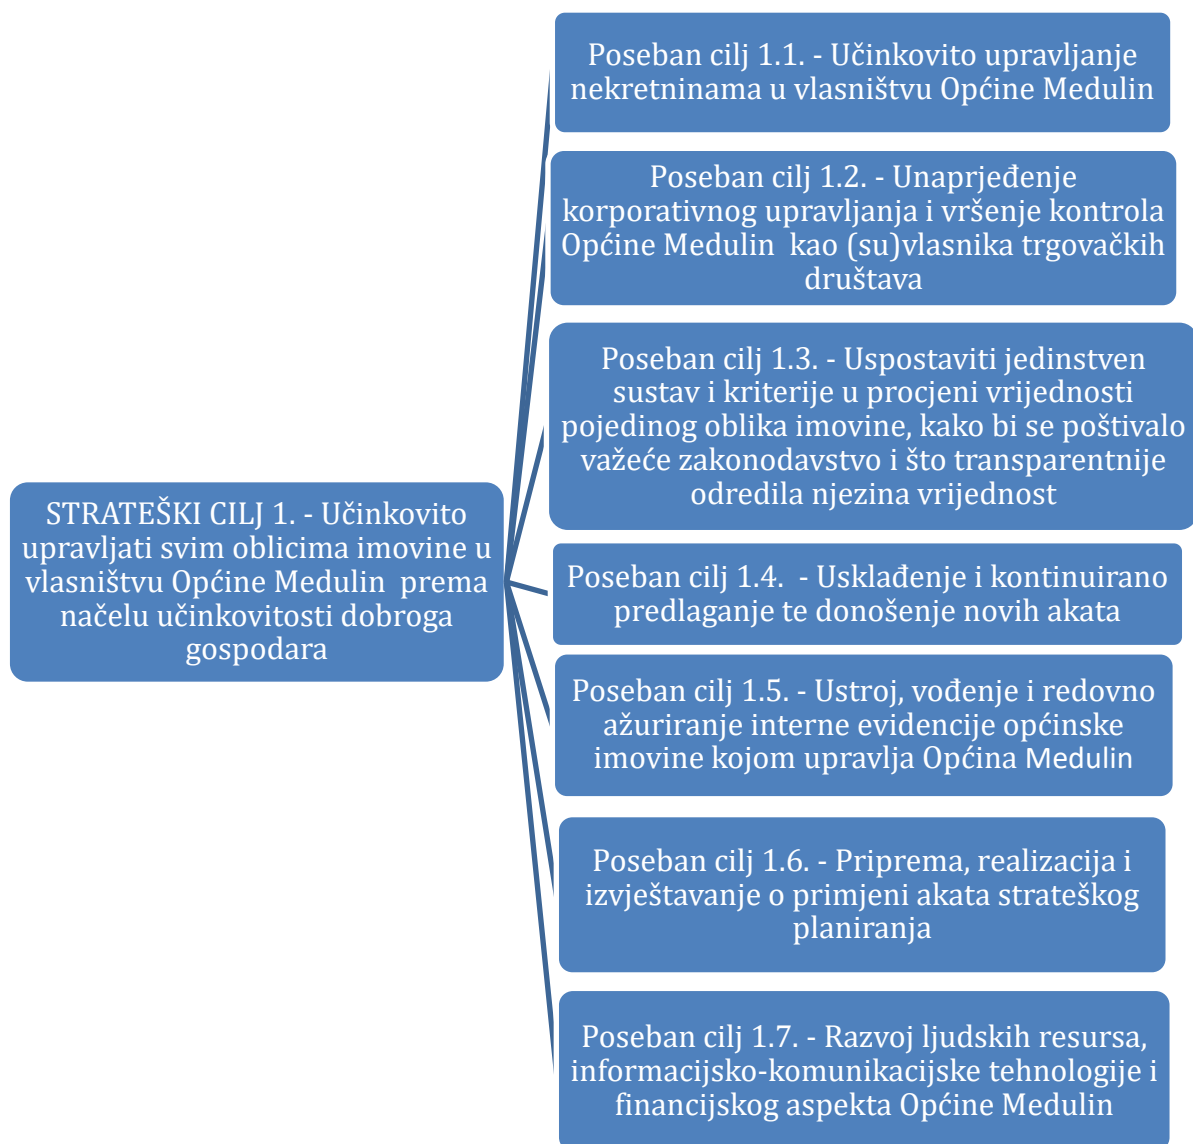 STRATEŠKI CILJ 1. - Učinkovito
upravljati svim oblicima imovine u
vlasništvu Općine Medulin  prema
načelu učinkovitosti dobroga
gospodara
Poseban cilj 1.1. - Učinkovito upravljanje
nekretninama u vlasništvu Općine Medulin
Poseban cilj 1.2. - Unaprjeđenje
korporativnog upravljanja i vršenje kontrola
Općine Medulin  kao (su)vlasnika trgovačkih
društava
Poseban cilj 1.3. - Uspostaviti jedinstven
sustav i kriterije u procjeni vrijednosti
pojedinog oblika imovine, kako bi se poštivalo
važeće zakonodavstvo i što transparentnije
odredila njezina vrijednost
Poseban cilj 1.4.  - Usklađenje i kontinuirano
predlaganje te donošenje novih akata
Poseban cilj 1.5. - Ustroj, vođenje i redovno
ažuriranje interne evidencije općinske
imovine kojom upravlja Općina Medulin
Poseban cilj 1.6. - Priprema, realizacija i
izvještavanje o primjeni akata strateškog
planiranja
Poseban cilj 1.7. - Razvoj ljudskih resursa,
informacijsko-komunikacijske tehnologije i
financijskog aspekta Općine Medulin